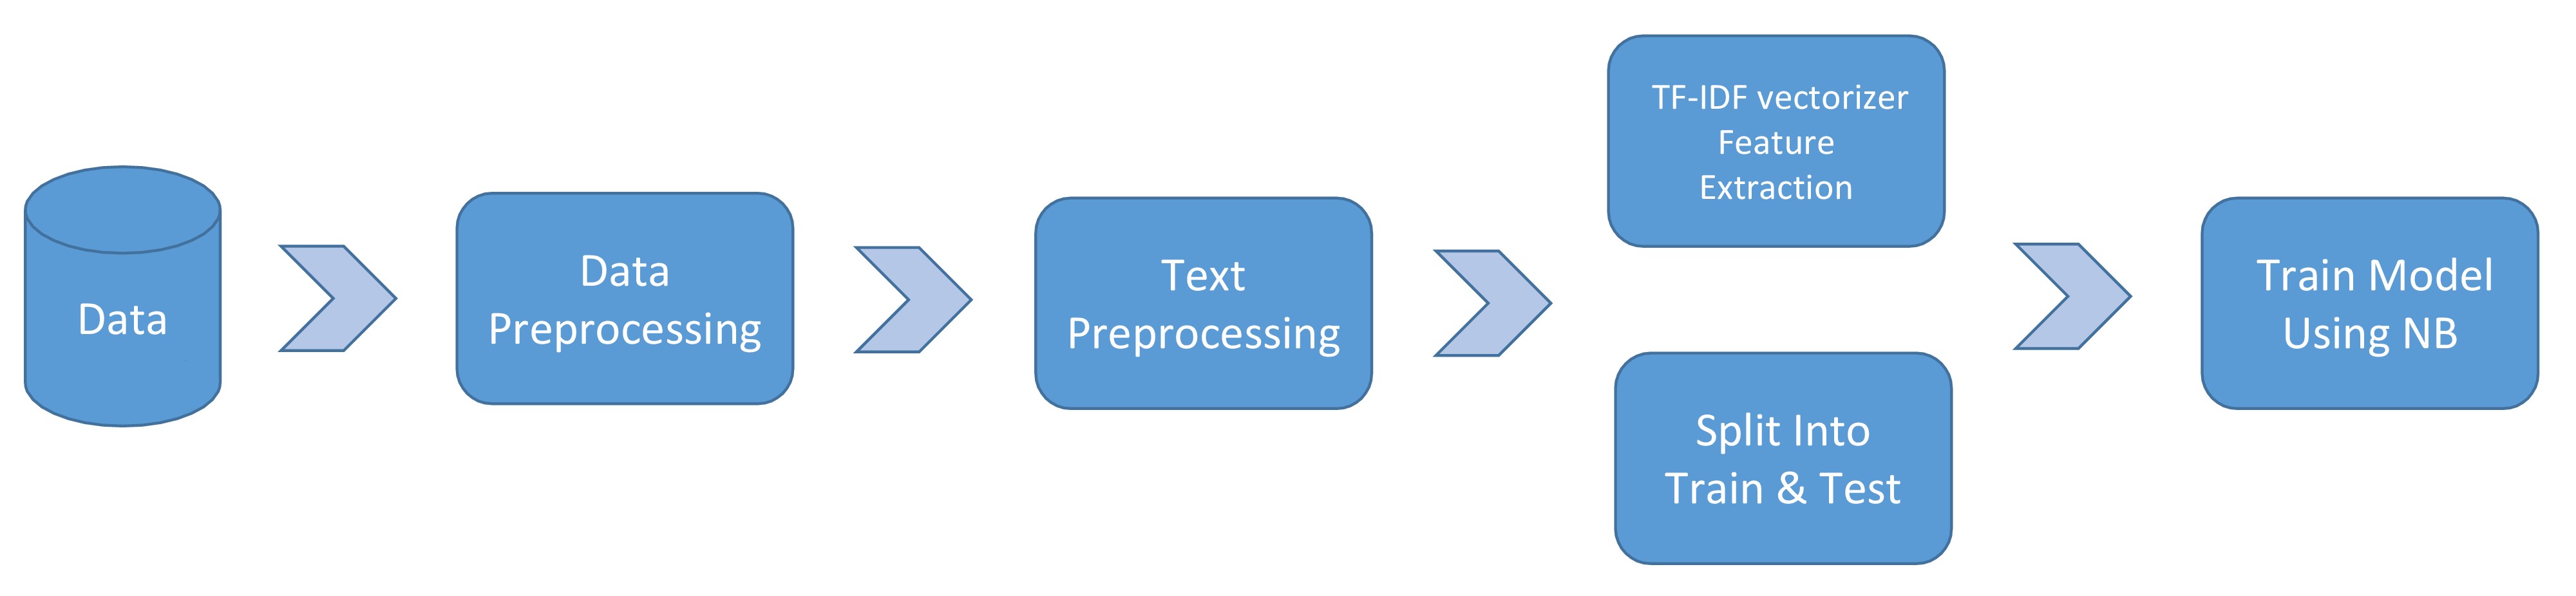 Data
Data
Preprocessing
Text
Preprocessing
TF-IDF vectorizer
Feature
Extraction
Split Into
Train & Test
Train Model
Using NB